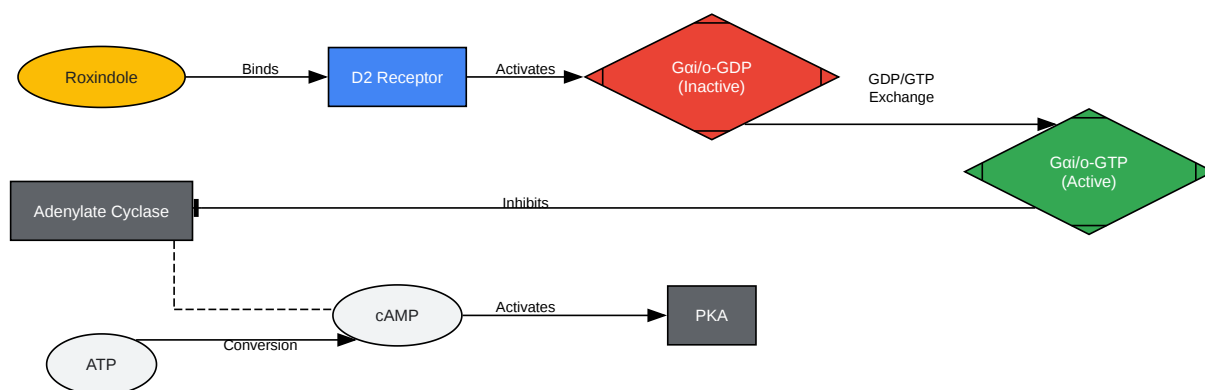 Roxindole
Binds
D2 Receptor
Activates
Gαi/o-GDP
(Inactive)
GDP/GTP
Exchange
Gαi/o-GTP
(Active)
Adenylate Cyclase
Inhibits
cAMP
Activates
PKA
ATP
Conversion